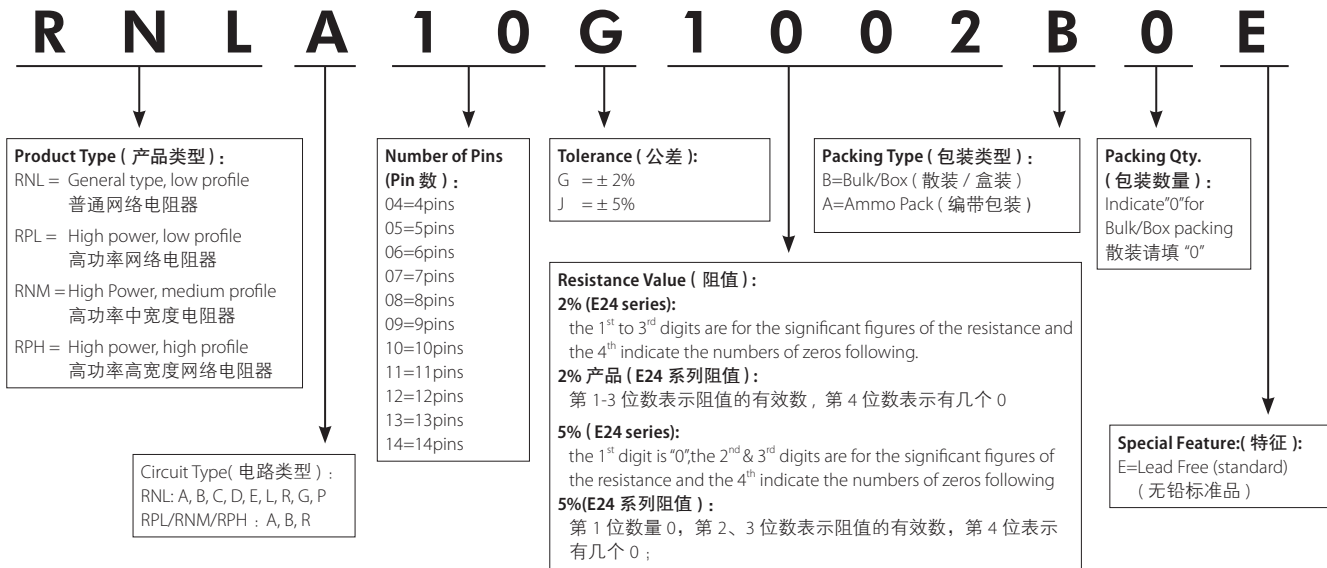 R N L A 1 0 G 1 0 0 2 B 0 E
Product Type ( 产品类型 ) :
RNL = General type, low profile
普通网络电阻器
RPL = High power, low profile
高功率网络电阻器
RNM = High Power, medium profile
高功率中宽度电阻器
RPH = High power, high profile
高功率高宽度网络电阻器
Circuit Type( 电路类型 ) :
RNL: A, B, C, D, E, L, R, G, P
RPL/RNM/RPH : A, B, R
Number of Pins
(Pin 数 ) :
04=4pins
05=5pins
06=6pins
07=7pins
08=8pins
09=9pins
10=10pins
11=11pins
12=12pins
13=13pins
14=14pins
Tolerance ( 公差 ):
G = ± 2%
J = ± 5%
Resistance Value ( 阻值 ) :
2% (E24 series):
the 1st to 3rd digits are for the significant figures of the resistance and
the 4th indicate the numbers of zeros following.
2% 产品 ( E24 系列阻值 ) :
第 1-3 位数表示阻值的有效数 , 第 4 位数表示有几个 0
5% ( E24 series):
the 1st digit is “0”,the 2nd & 3rd digits are for the significant figures of
the resistance and the 4th indicate the numbers of zeros following
5%(E24 系列阻值 ) :
第 1 位数量 0，第 2、3 位数表示阻值的有效数，第 4 位表示
有几个 0 ;
Packing Type ( 包装类型 ) :
B=Bulk/Box ( 散装 / 盒装 )
A=Ammo Pack ( 编带包装 )
Packing Qty.
( 包装数量 ) :
Indicate"0"for
Bulk/Box packing
散装请填 “0”
Special Feature:( 特征 ):
E=Lead Free (standard)
( 无铅标准品 )